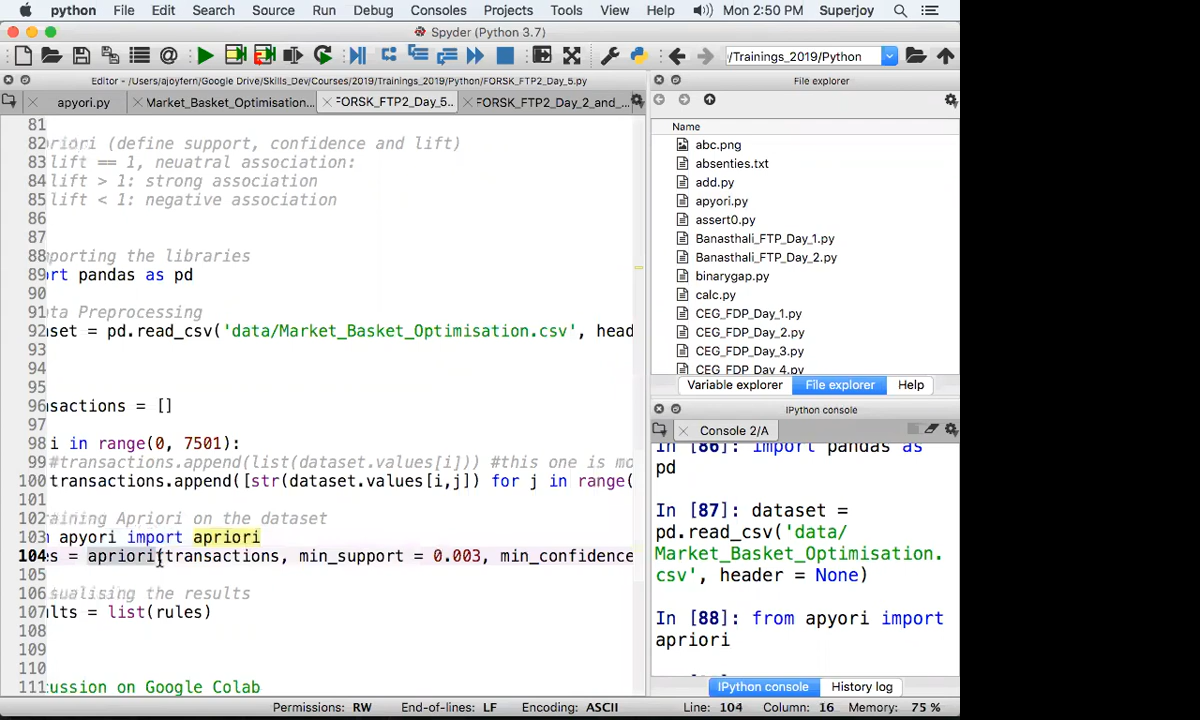 python File Edit Search Source Run Debug Consoles Projects Tools View Help Mon 2:50 PM Superjoy
Spyder (Python 3.7)
/Trainings_2019/Python
Editor - /Users/ajoyfern/Google Drive/Skills_Dev/Courses/2019/Trainings_2019/Python/FORSK_FTP2_Day_5.py
apyori.py Market_Basket_Optimisation... FORSK_FTP2_Day_5.. FORSK_FTP2_Day_2_and_...
81
82 riori (define support, confidence and lift)
83 lift == 1, neuatral association:
84 lift > 1: strong association
85 lift < 1: negative association
86
87
88 porting the libraries
89 rt pandas as pd
90
91 ta Preprocessing
92 set = pd.read_csv('data/Market_Basket_Optimisation.csv', head
93
94
95
96 nsactions = []
97
98 i in range(0, 7501):
99 #transactions.append(list(dataset.values[i])) #this one is mo
100 transactions.append([str(dataset.values[i,j]) for j in range(
101
102 aining Apriori on the dataset
103 m apyori import apriori
104 s = apriori(transactions, min_support = 0.003, min_confidence
105
106 sualising the results
107 ults = list(rules)
108
109
110
111 ussion on Google Colab
File explorer
Name
abc.png
absenties.txt
add.py
apyori.py
assert0.py
Banasthali_FTP_Day_1.py
Banasthali_FTP_Day_2.py
binarygap.py
calc.py
CEG_FDP_Day_1.py
CEG_FDP_Day_2.py
CEG_FDP_Day_3.py
CEG_FDP_Day_4.py
Variable explorer File explorer Help
IPython console
Console 2/A
In [86]: import pandas as
pd
In [87]: dataset =
pd.read_csv('data/
Market_Basket_Optimisation.
csv', header = None)
In [88]: from apyori import
apriori
IPython console History log
Permissions: RW End-of-lines: LF Encoding: ASCII Line: 104 Column: 16 Memory: 75 %